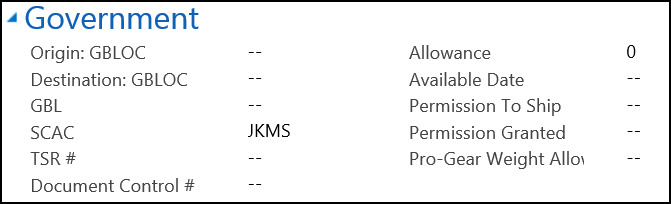 Government
Origin: GBLOC -- Allowance 0
Destination: GBLOC -- Available Date --
GBL -- Permission To Ship --
SCAC JKMS Permission Granted --
TSR # -- Pro-Gear Weight Allo --
Document Control # --